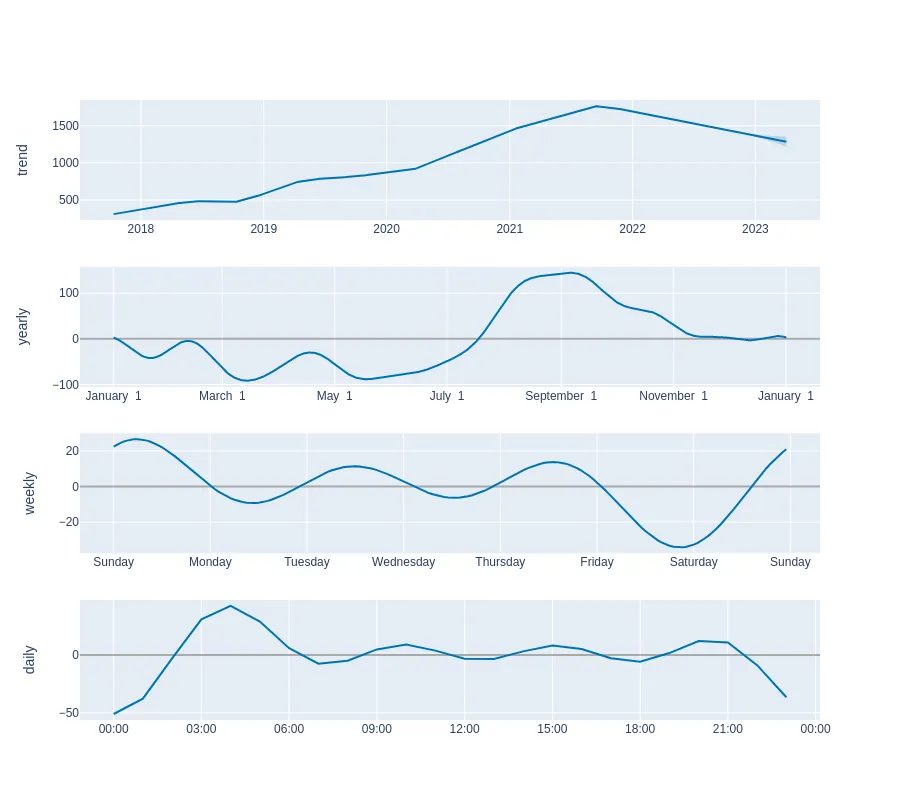 trend
1500
1000
500
2018 2019 2020 2021 2022 2023
yearly
100
0
−100
January 1 March 1 May 1 July 1 September 1 November 1 January 1
weekly
20
0
−20
Sunday Monday Tuesday Wednesday Thursday Friday Saturday Sunday
daily
0
−50
00:00 03:00 06:00 09:00 12:00 15:00 18:00 21:00 00:00